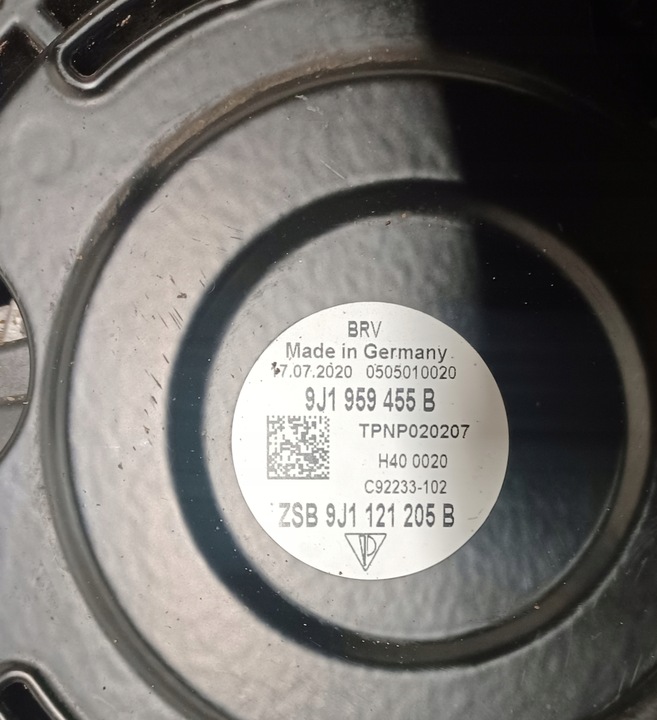 BRV
Made in Germany
17.07.2020 0505010020
9J1 959 455 B
TPNP020207
H40 0020
C92233-102
ZSB 9J1 121 205 B